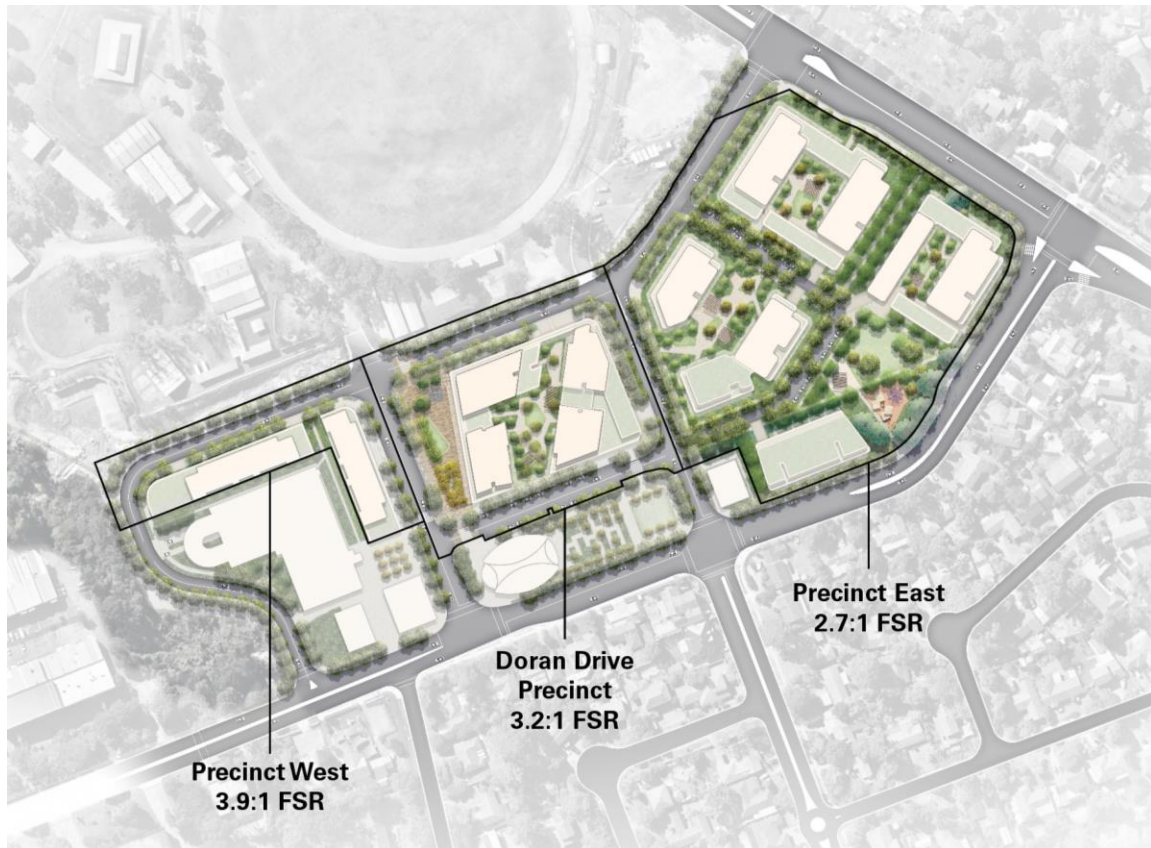 Precinct East
2.7:1 FSR
Doran Drive
Precinct
3.2:1 FSR
Precinct West
3.9:1 FSR